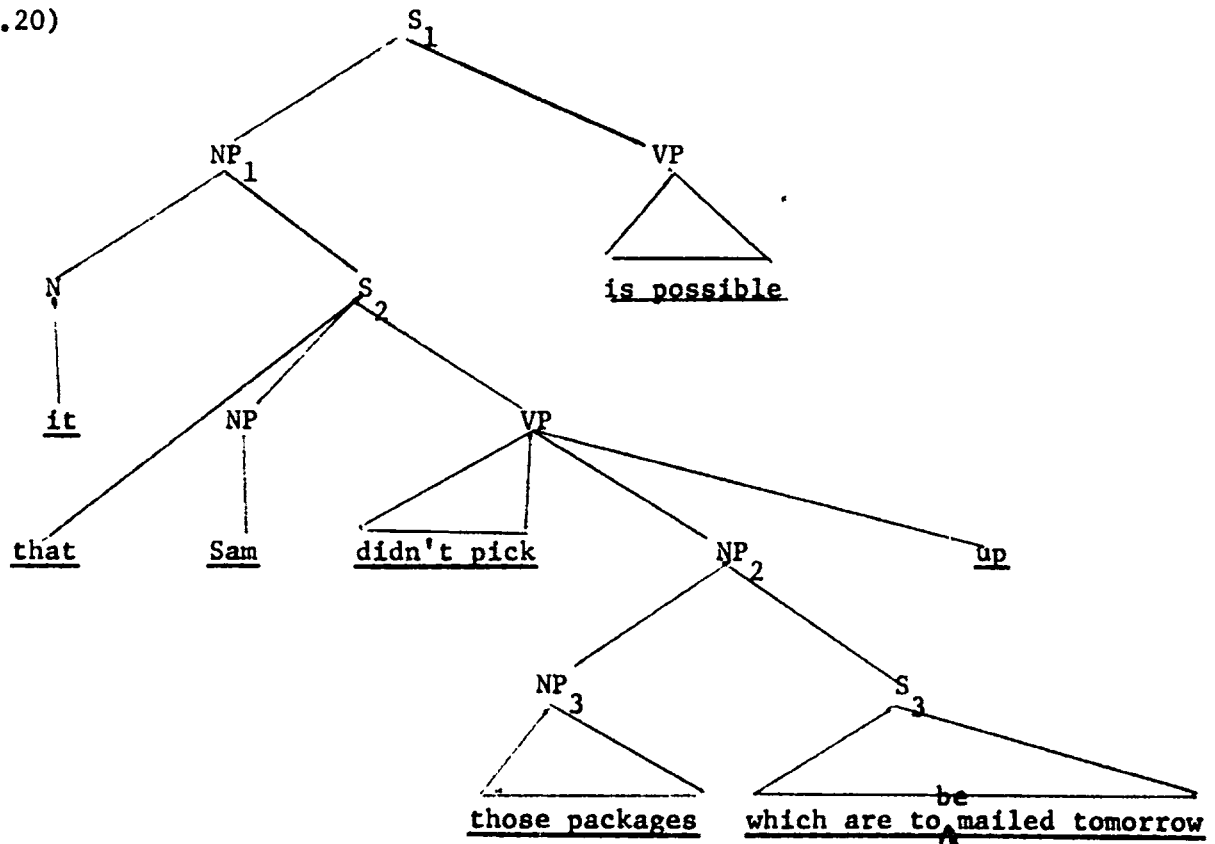 .20)
S1
NP1 VP
N S2 is possible
it NP VP
that Sam didn't pick NP2 up
NP3 S3
be
those packages which are to ^ mailed tomorrow